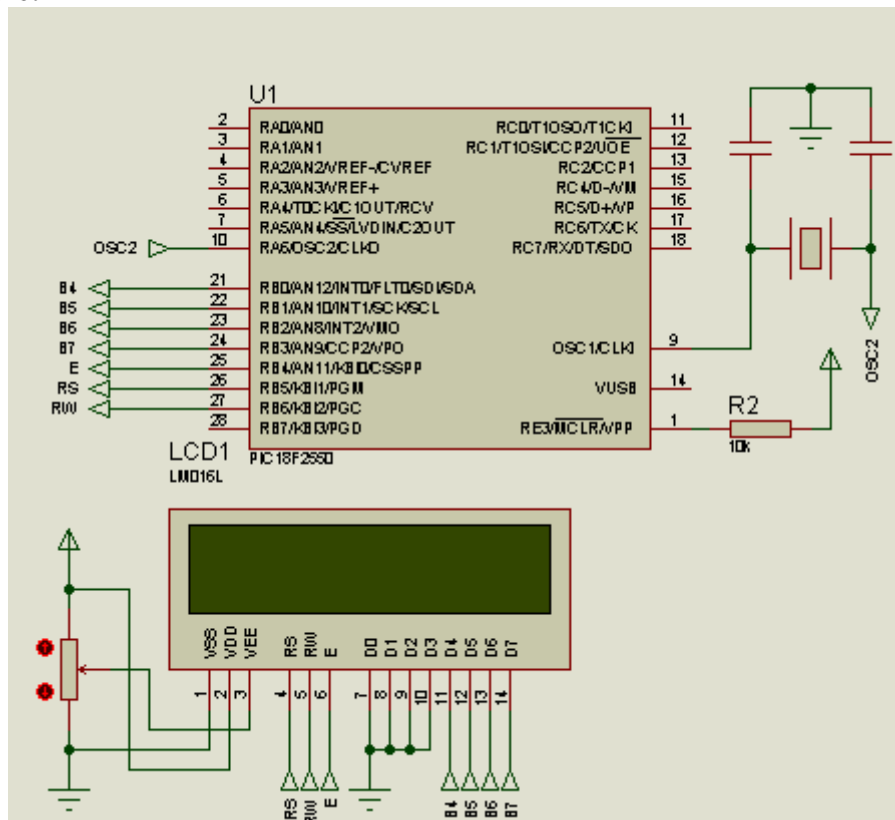 U1
2 RA0/AN0
3 RA1/AN1
4 RA2/AN2/VREF-/CVREF
5 RA3/AN3/VREF+
6 RA4/T0CKI/C1OUT/RCV
7 RA5/AN4/SS/LVDIN/C2OUT
OSC2 10 RA6/OSC2/CLKO
B4 21 RB0/AN12/INT0/FLT0/SDI/SDA
B5 22 RB1/AN10/INT1/SCK/SCL
B6 23 RB2/AN8/INT2/VMO
B7 24 RB3/AN9/CCP2/VPO
E 25 RB4/AN11/KBI0/CSSPP
RS 26 RB5/KBI1/PGM
RW 27 RB6/KBI2/PGC
28 RB7/KBI3/PGD
RC0/T1OSO/T1CKI 11
RC1/T1OSI/CCP2/UOE 12
RC2/CCP1 13
RC4/D-/VM 15
RC5/D+/VP 16
RC6/TX/CK 17
RC7/RX/DT/SDO 18
OSC1/CLKI 9
VUSB 14
RE3/MCLR/VPP 1
OSC2
R2
10k
PIC18F2550
LCD1
LM016L
VSS VDD VEE RS RW E D0 D1 D2 D3 D4 D5 D6 D7
1 2 3 4 5 6 7 8 9 10 11 12 13 14
RS RW E B4 B5 B6 B7